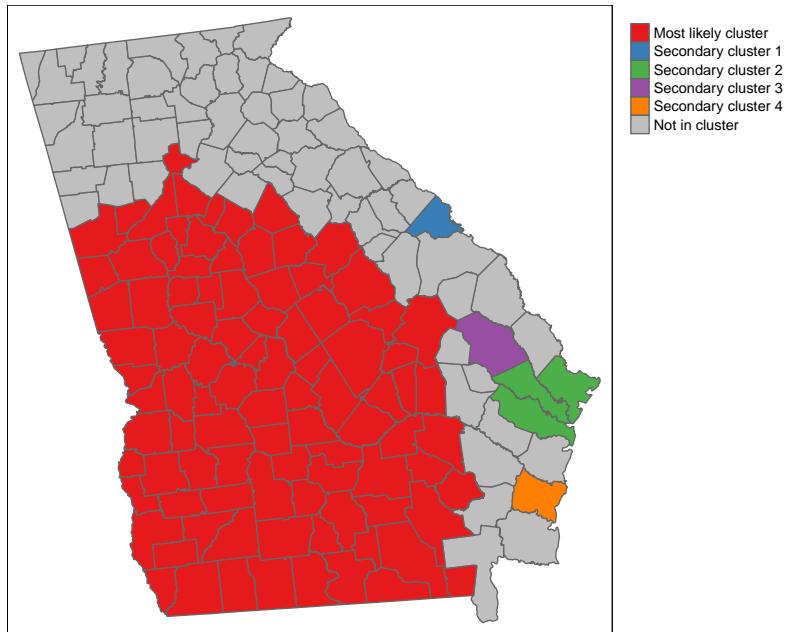 Most likely cluster
Secondary cluster 1
Secondary cluster 2
Secondary cluster 3
Secondary cluster 4
Not in cluster